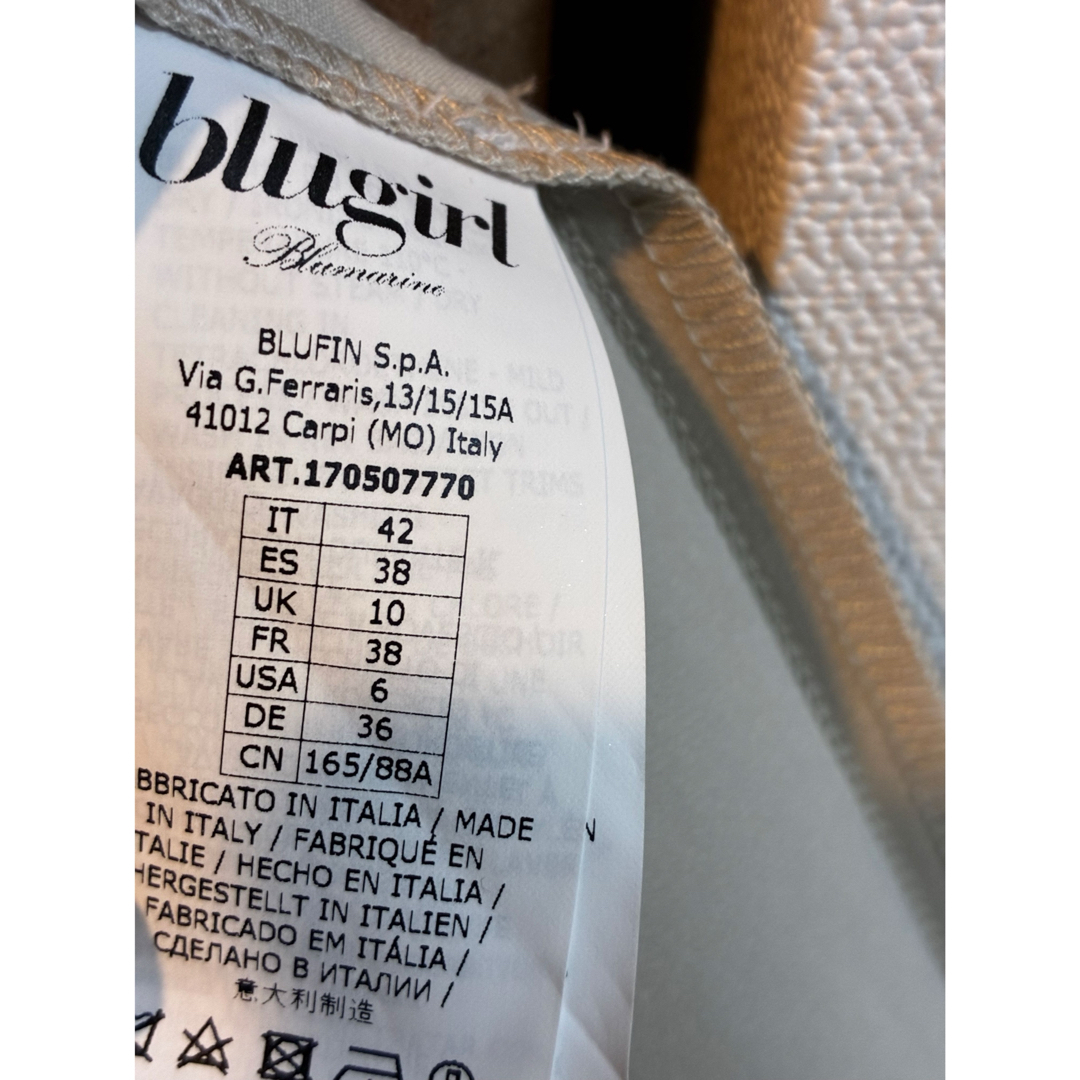 blugirl
Blumarine
BLUFIN S.p.A.
Via G.Ferraris,13/15/15A
41012 Carpi (MO) Italy
ART.170507770
IT 42
ES 38
UK 10
FR 38
USA 6
DE 36
CN 165/88A
BBRICATO IN ITALIA / MADE
IN ITALY / FABRIQUÉ EN
TALIE / HECHO EN ITALIA /
HERGESTELLT IN ITALIEN /
FABRICADO EM ITÁLIA /
СДЕЛАНО В ИТАЛИИ /
意大利制造